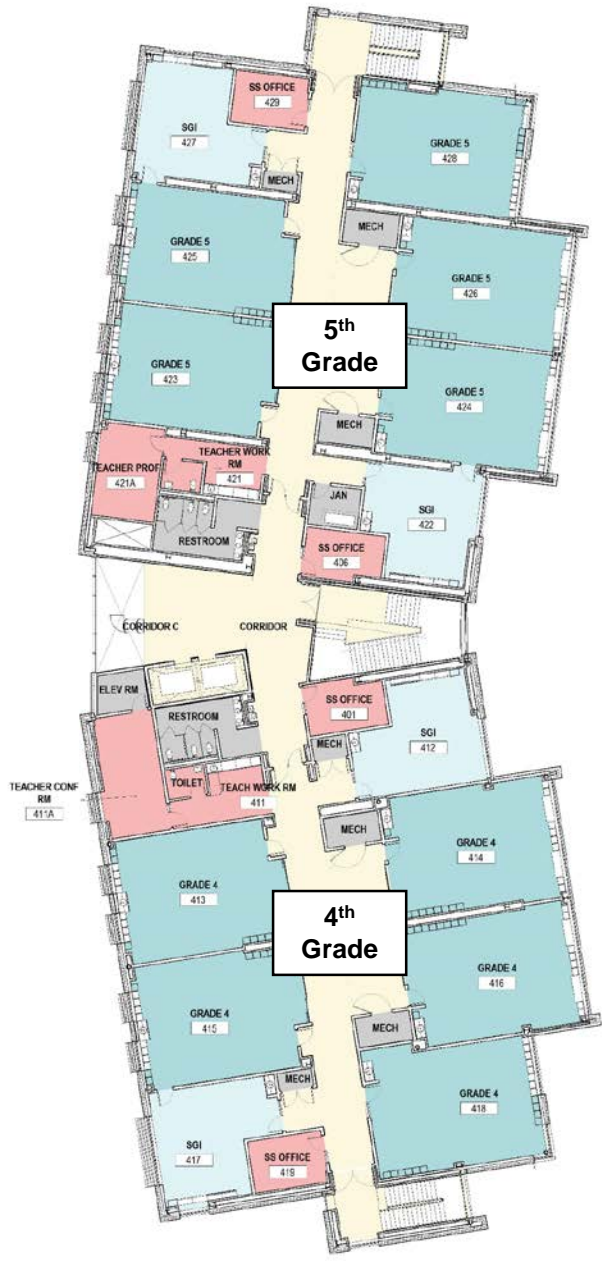 SS OFFICE
429
SGI
427
GRADE 5
428
MECH
MECH
GRADE 5
425
GRADE 5
426
5th
Grade
GRADE 5
423
GRADE 5
424
MECH
TEACHER WORK
RM
421
TEACHER PROF
421A
JAN
SGI
422
RESTROOM
SS OFFICE
406
CORRIDOR C
CORRIDOR
ELEV RM
SS OFFICE
401
RESTROOM
SGI
412
MECH
TOILET
TEACH WORK RM
411
TEACHER CONF
RM
411A
MECH
GRADE 4
414
GRADE 4
413
4th
Grade
GRADE 4
416
GRADE 4
415
MECH
MECH
GRADE 4
418
SGI
417
SS OFFICE
419